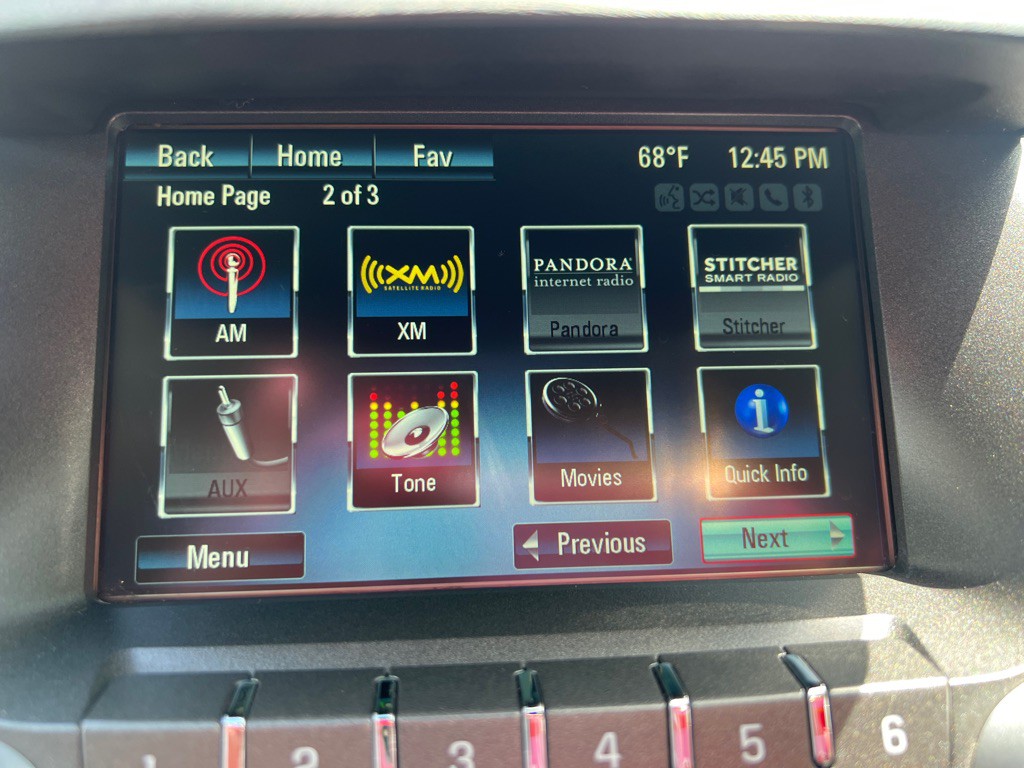 Back Home Fav 68°F 12:45 PM
Home Page 2 of 3
AM
XM
SATELLITE RADIO
XM
PANDORA
internet radio
Pandora
STITCHER
SMART RADIO
Stitcher
AUX
Tone
Movies
i
Quick Info
Menu Previous Next
1 2 3 4 5 6